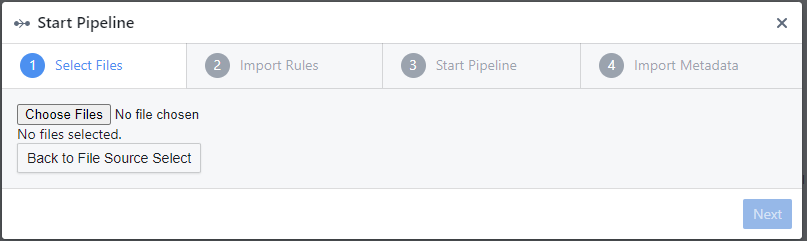 Start Pipeline
1 Select Files
2 Import Rules
3 Start Pipeline
4 Import Metadata
Choose Files No file chosen
No files selected.
Back to File Source Select
Next